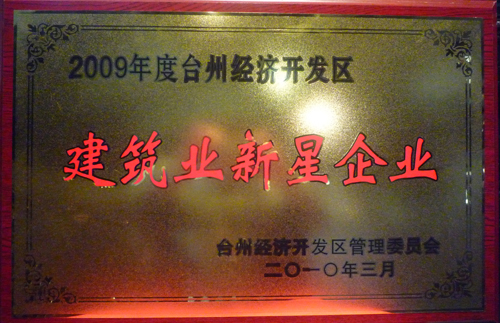 2009年度台州经济开发区
建筑业新星企业
台州经济开发区管理委员会
二〇一〇年三月